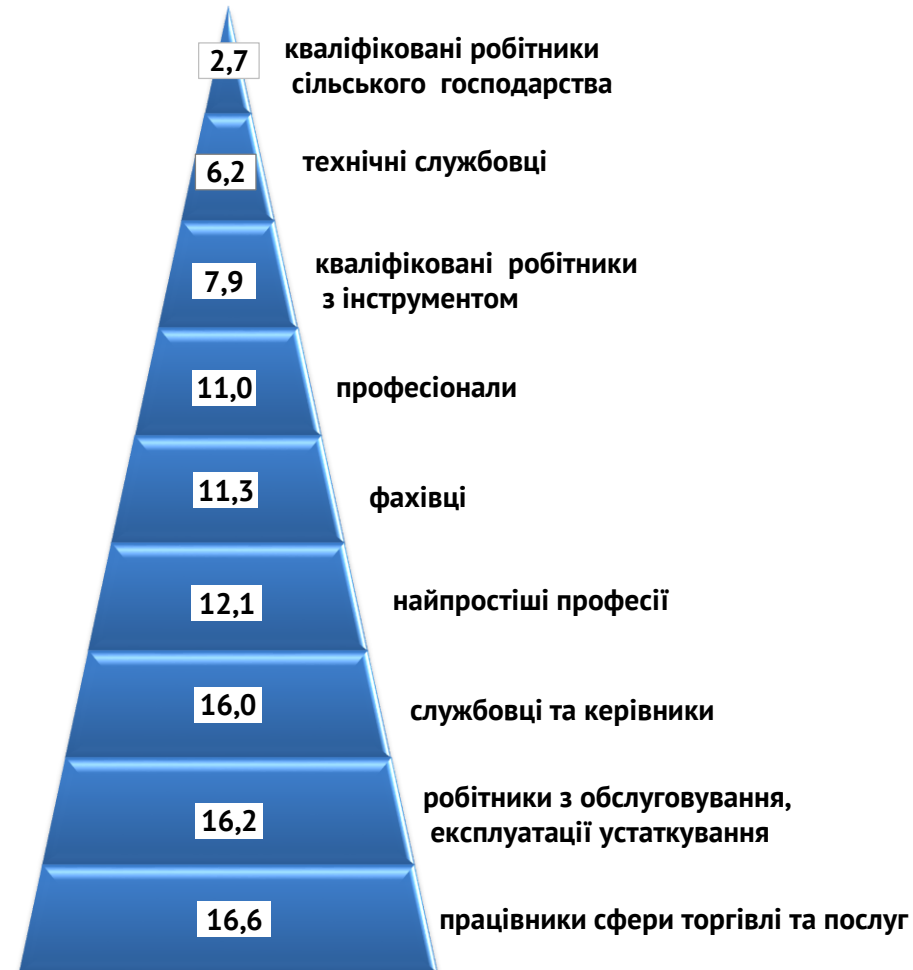 2,7
кваліфіковані робітники
сільського господарства
6,2
технічні службовці
7,9
кваліфіковані робітники
з інструментом
11,0
професіонали
11,3
фахівці
12,1
найпростіші професії
16,0
службовці та керівники
16,2
робітники з обслуговування,
експлуатації устаткування
16,6
працівники сфери торгівлі та послуг